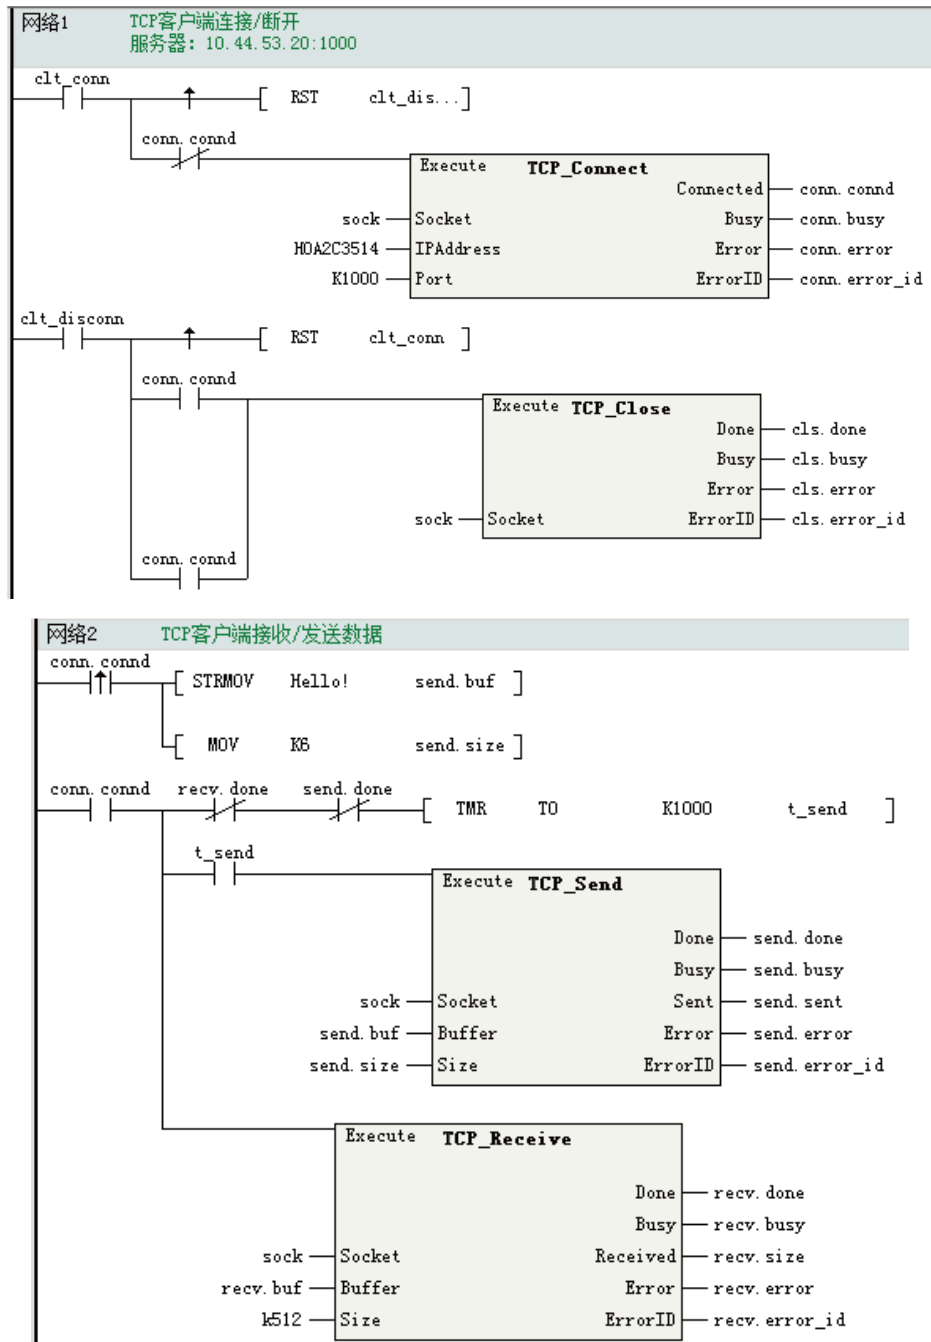 网络1 TCP客户端连接/断开
服务器：10.44.53.20:1000
clt_conn
RST clt_dis...
conn.connd
Execute TCP_Connect
Connected conn.connd
sock Socket Busy conn.busy
H0A2C3514 IPAddress Error conn.error
K1000 Port ErrorID conn.error_id
clt_disconn
RST clt_conn
conn.connd
Execute TCP_Close
Done cls.done
Busy cls.busy
Error cls.error
sock Socket ErrorID cls.error_id
conn.connd
网络2 TCP客户端接收/发送数据
conn.connd
STRMOV Hello! send.buf
MOV K6 send.size
conn.connd recv.done send.done
TMR T0 K1000 t_send
t_send
Execute TCP_Send
Done send.done
Busy send.busy
sock Socket Sent send.sent
send.buf Buffer Error send.error
send.size Size ErrorID send.error_id
Execute TCP_Receive
Done recv.done
Busy recv.busy
sock Socket Received recv.size
recv.buf Buffer Error recv.error
k512 Size ErrorID recv.error_id